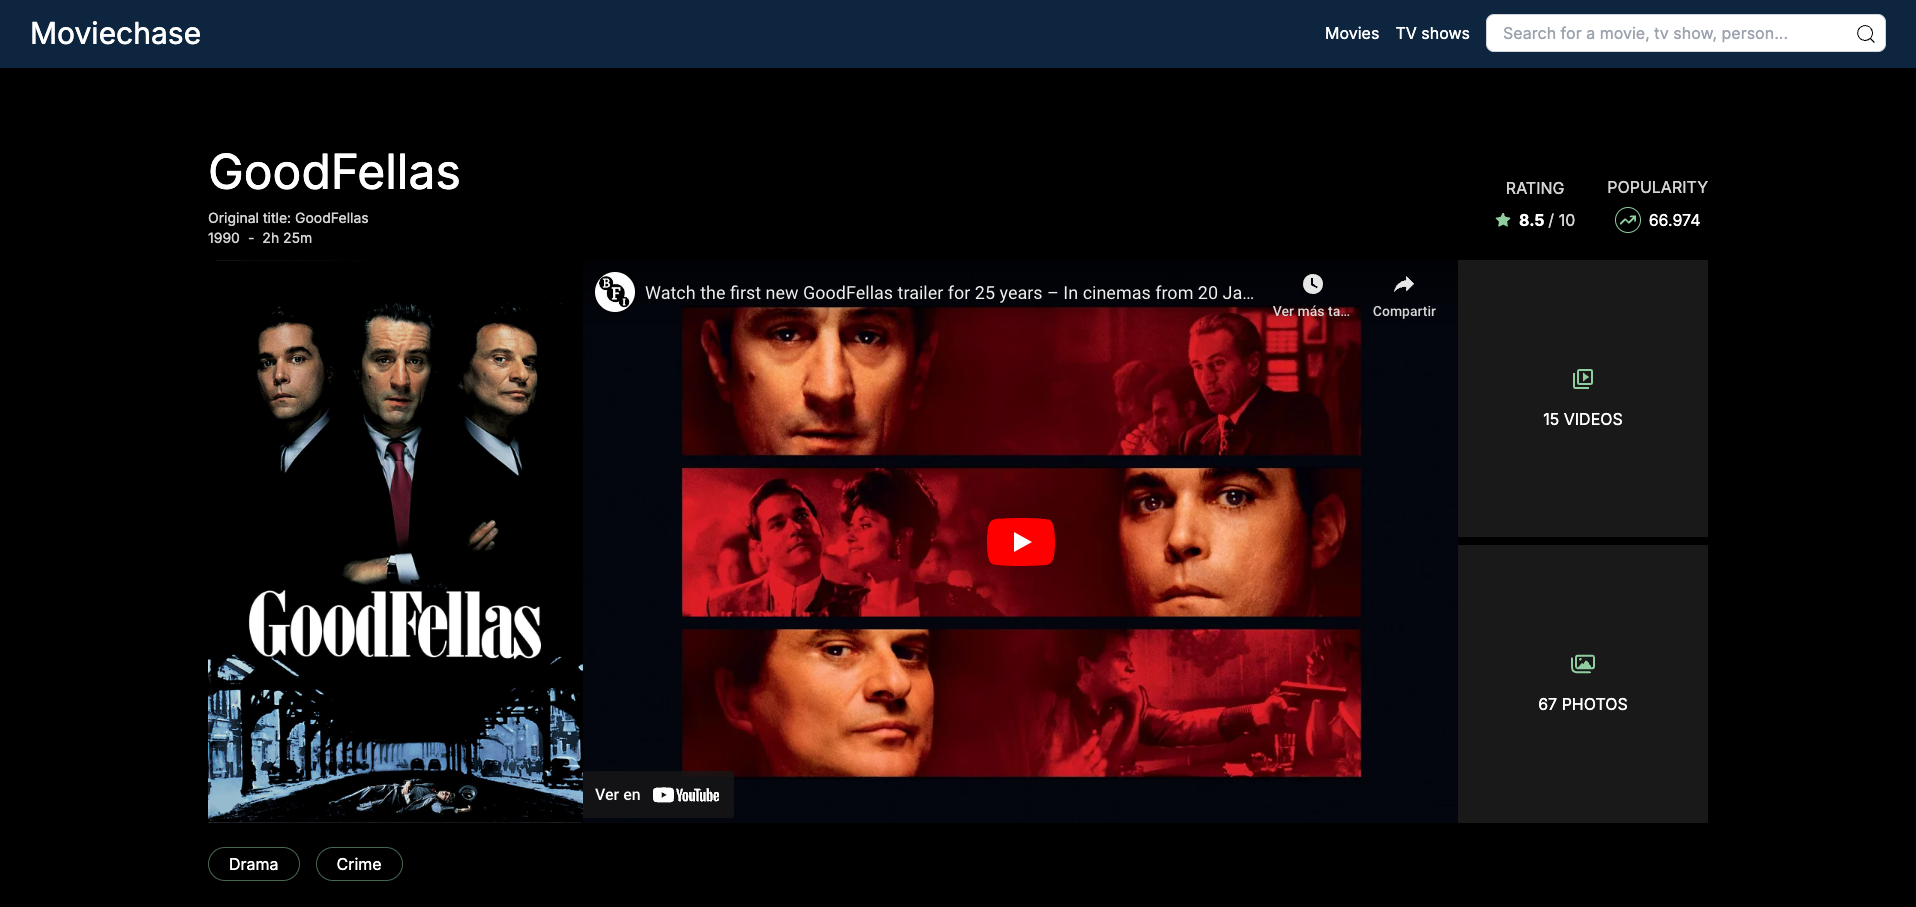 Moviechase
Movies TV shows Search for a movie, tv show, person...
GoodFellas
Original title: GoodFellas
1990 - 2h 25m
RATING POPULARITY
8.5 / 10 66.974
GoodFellas
BFI Watch the first new GoodFellas trailer for 25 years – In cinemas from 20 Ja...
Ver más ta... Compartir
Ver en YouTube
15 VIDEOS
67 PHOTOS
Drama Crime